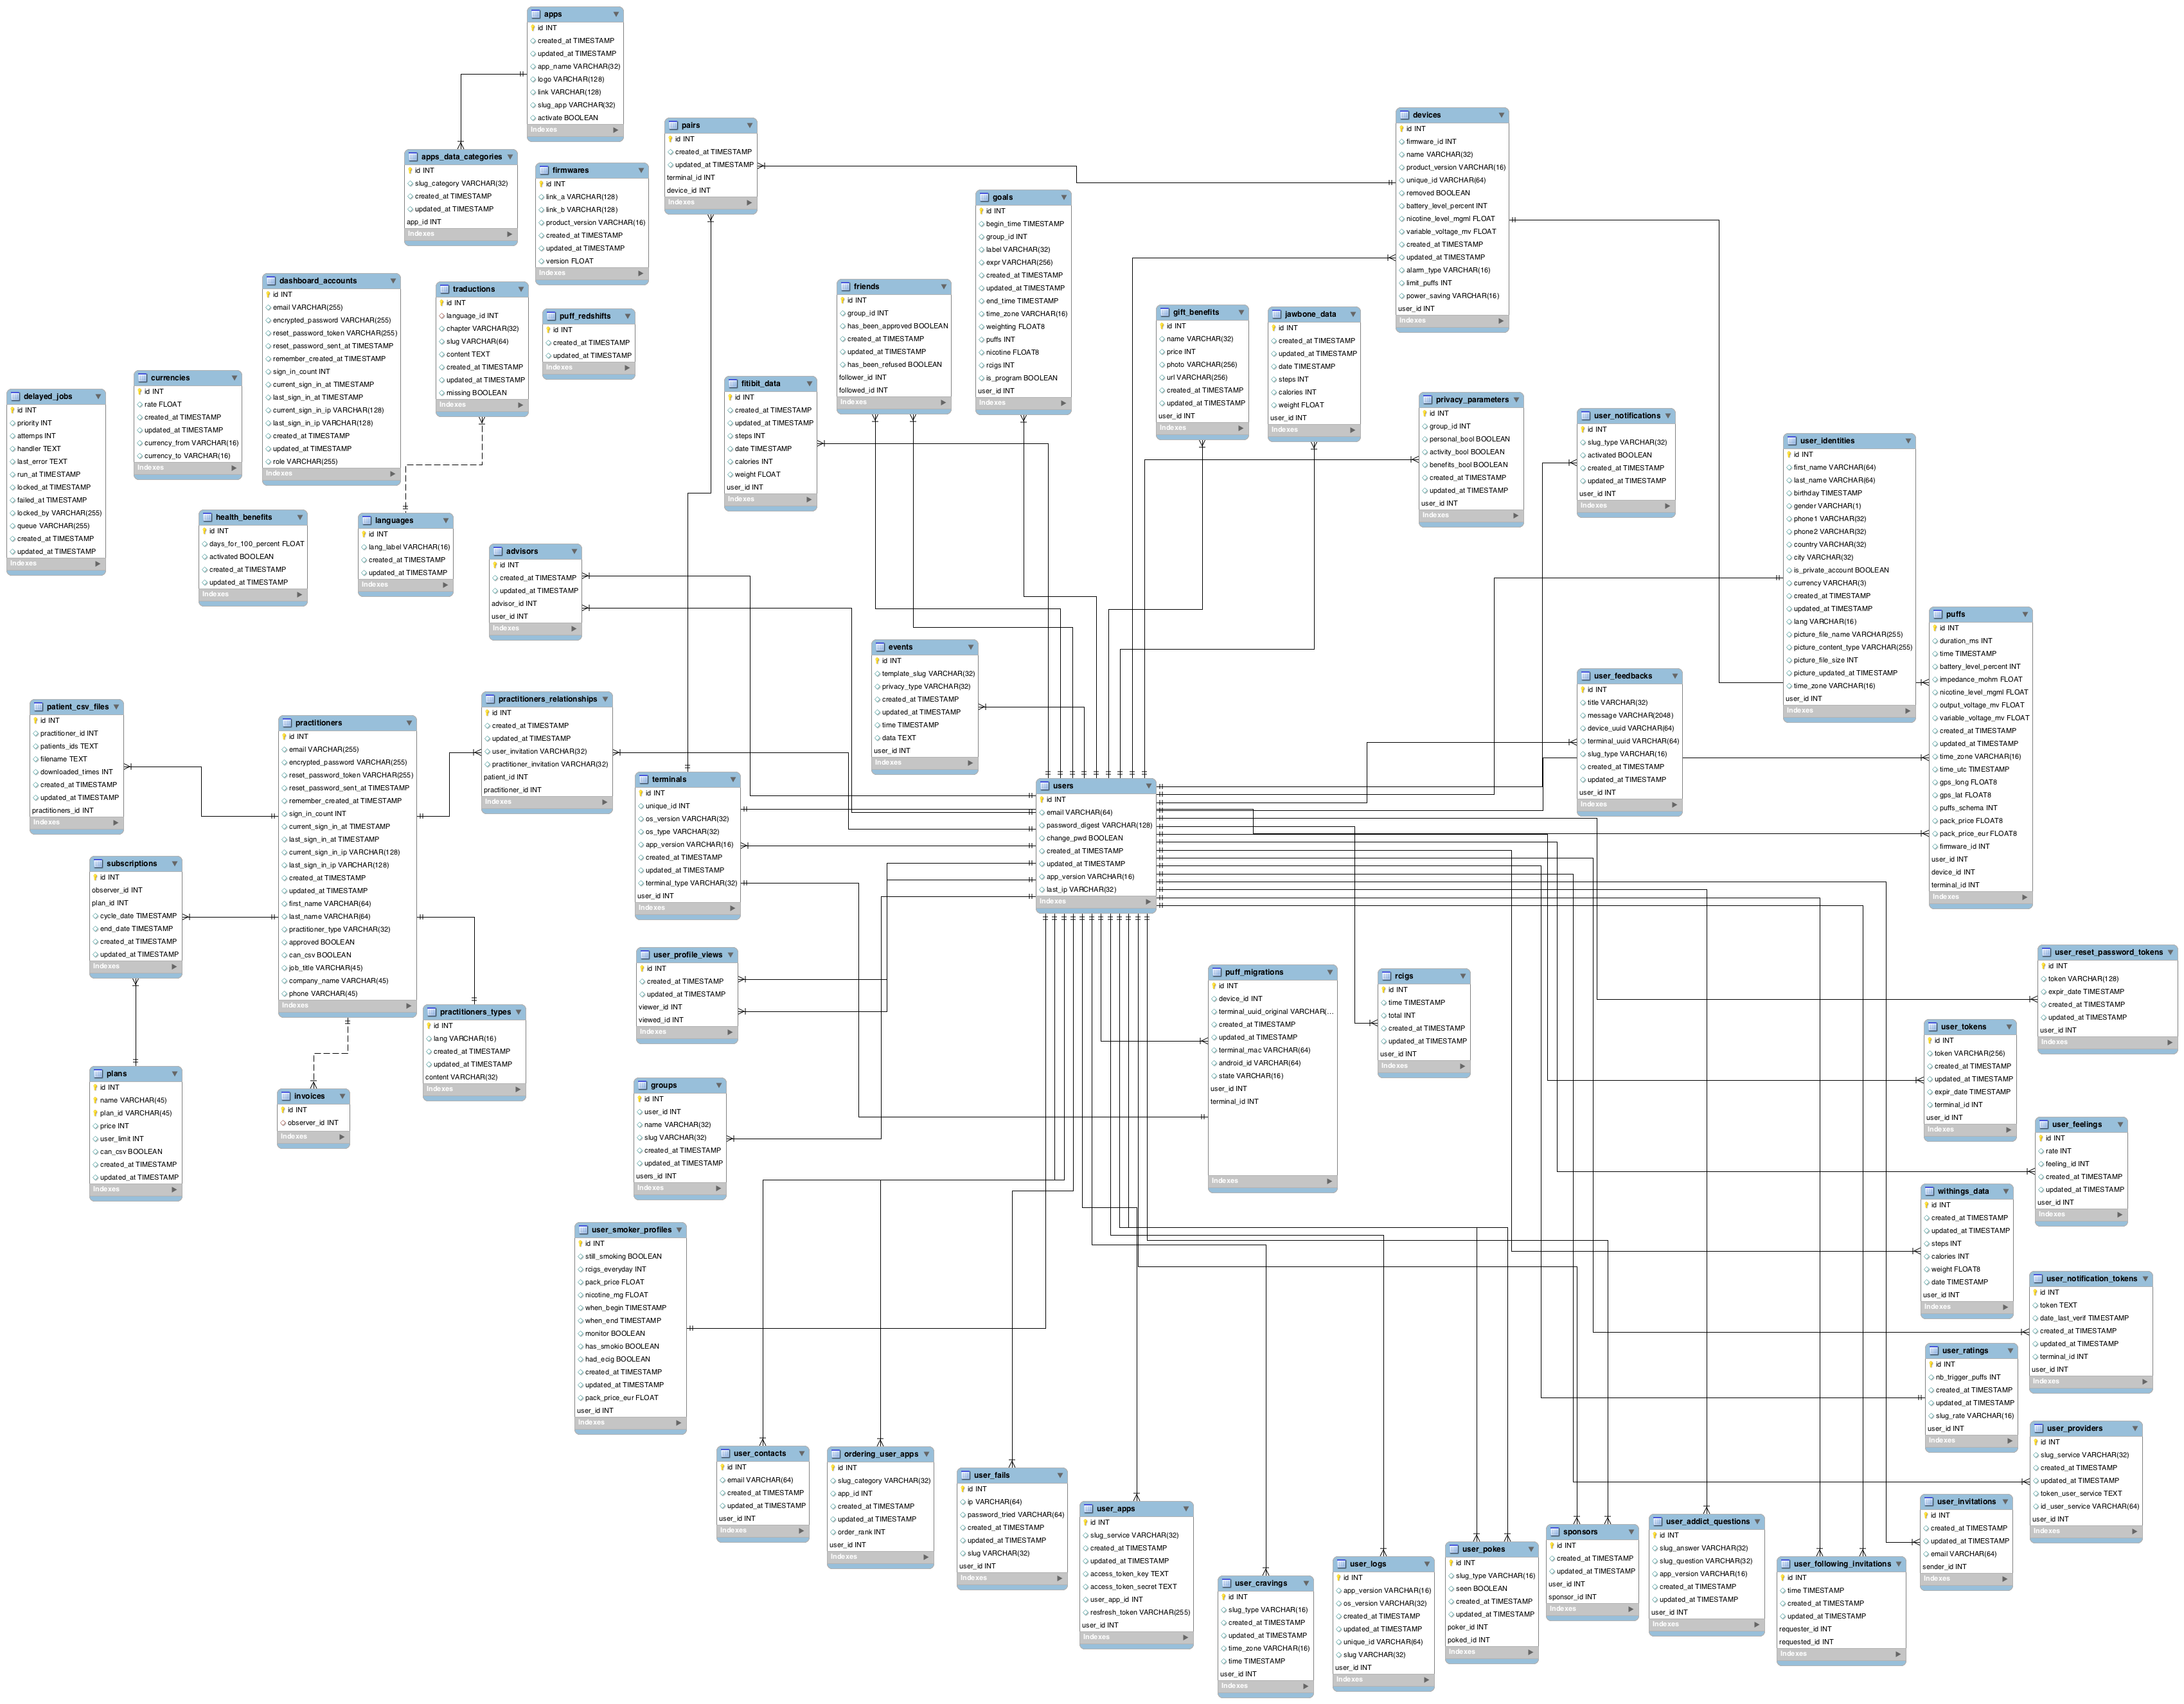 apps
id INT
created_at TIMESTAMP
updated_at TIMESTAMP
app_name VARCHAR(32)
logo VARCHAR(128)
link VARCHAR(128)
slug_app VARCHAR(32)
activate BOOLEAN
Indexes
apps_data_categories
id INT
slug_category VARCHAR(32)
created_at TIMESTAMP
updated_at TIMESTAMP
app_id INT
Indexes
firmwares
id INT
link_a VARCHAR(128)
link_b VARCHAR(128)
product_version VARCHAR(16)
created_at TIMESTAMP
updated_at TIMESTAMP
version FLOAT
Indexes
pairs
id INT
created_at TIMESTAMP
updated_at TIMESTAMP
terminal_id INT
device_id INT
Indexes
devices
id INT
firmware_id INT
name VARCHAR(32)
product_version VARCHAR(16)
unique_id VARCHAR(64)
removed BOOLEAN
battery_level_percent INT
nicotine_level_mgml FLOAT
variable_voltage_mv FLOAT
created_at TIMESTAMP
updated_at TIMESTAMP
alarm_type VARCHAR(16)
limit_puffs INT
power_saving VARCHAR(16)
user_id INT
Indexes
goals
id INT
begin_time TIMESTAMP
group_id INT
label VARCHAR(32)
expr VARCHAR(256)
created_at TIMESTAMP
updated_at TIMESTAMP
end_time TIMESTAMP
time_zone VARCHAR(16)
weighting FLOAT8
puffs INT
nicotine FLOAT8
rcigs INT
is_program BOOLEAN
user_id INT
Indexes
dashboard_accounts
id INT
email VARCHAR(255)
encrypted_password VARCHAR(255)
reset_password_token VARCHAR(255)
reset_password_sent_at TIMESTAMP
remember_created_at TIMESTAMP
sign_in_count INT
current_sign_in_at TIMESTAMP
last_sign_in_at TIMESTAMP
current_sign_in_ip VARCHAR(128)
last_sign_in_ip VARCHAR(128)
created_at TIMESTAMP
updated_at TIMESTAMP
role VARCHAR(255)
Indexes
traductions
id INT
language_id INT
chapter VARCHAR(32)
slug VARCHAR(64)
content TEXT
created_at TIMESTAMP
updated_at TIMESTAMP
missing BOOLEAN
Indexes
puff_redshifts
id INT
created_at TIMESTAMP
updated_at TIMESTAMP
Indexes
friends
id INT
group_id INT
has_been_approved BOOLEAN
created_at TIMESTAMP
updated_at TIMESTAMP
has_been_refused BOOLEAN
follower_id INT
followed_id INT
Indexes
gift_benefits
id INT
name VARCHAR(32)
price INT
photo VARCHAR(256)
url VARCHAR(256)
created_at TIMESTAMP
updated_at TIMESTAMP
user_id INT
Indexes
jawbone_data
id INT
created_at TIMESTAMP
updated_at TIMESTAMP
date TIMESTAMP
steps INT
calories INT
weight FLOAT
user_id INT
Indexes
delayed_jobs
id INT
priority INT
attemps INT
handler TEXT
last_error TEXT
run_at TIMESTAMP
locked_at TIMESTAMP
failed_at TIMESTAMP
locked_by VARCHAR(255)
queue VARCHAR(255)
created_at TIMESTAMP
updated_at TIMESTAMP
Indexes
currencies
id INT
rate FLOAT
created_at TIMESTAMP
updated_at TIMESTAMP
currency_from VARCHAR(16)
currency_to VARCHAR(16)
Indexes
fitibit_data
id INT
created_at TIMESTAMP
updated_at TIMESTAMP
steps INT
date TIMESTAMP
calories INT
weight FLOAT
user_id INT
Indexes
privacy_parameters
id INT
group_id INT
personal_bool BOOLEAN
activity_bool BOOLEAN
benefits_bool BOOLEAN
created_at TIMESTAMP
updated_at TIMESTAMP
user_id INT
Indexes
user_notifications
id INT
slug_type VARCHAR(32)
activated BOOLEAN
created_at TIMESTAMP
updated_at TIMESTAMP
user_id INT
Indexes
user_identities
id INT
first_name VARCHAR(64)
last_name VARCHAR(64)
birthday TIMESTAMP
gender VARCHAR(1)
phone1 VARCHAR(32)
phone2 VARCHAR(32)
country VARCHAR(32)
city VARCHAR(32)
is_private_account BOOLEAN
currency VARCHAR(3)
created_at TIMESTAMP
updated_at TIMESTAMP
lang VARCHAR(16)
picture_file_name VARCHAR(255)
picture_content_type VARCHAR(255)
picture_file_size INT
picture_updated_at TIMESTAMP
time_zone VARCHAR(16)
user_id INT
Indexes
health_benefits
id INT
days_for_100_percent FLOAT
activated BOOLEAN
created_at TIMESTAMP
updated_at TIMESTAMP
Indexes
languages
id INT
lang_label VARCHAR(16)
created_at TIMESTAMP
updated_at TIMESTAMP
Indexes
advisors
id INT
created_at TIMESTAMP
updated_at TIMESTAMP
advisor_id INT
user_id INT
Indexes
puffs
id INT
duration_ms INT
time TIMESTAMP
battery_level_percent INT
impedance_mohm FLOAT
nicotine_level_mgml FLOAT
output_voltage_mv FLOAT
variable_voltage_mv FLOAT
created_at TIMESTAMP
updated_at TIMESTAMP
time_zone VARCHAR(16)
time_utc TIMESTAMP
gps_long FLOAT8
gps_lat FLOAT8
puffs_schema INT
pack_price FLOAT8
pack_price_eur FLOAT8
firmware_id INT
user_id INT
device_id INT
terminal_id INT
Indexes
events
id INT
template_slug VARCHAR(32)
privacy_type VARCHAR(32)
created_at TIMESTAMP
updated_at TIMESTAMP
time TIMESTAMP
data TEXT
user_id INT
Indexes
user_feedbacks
id INT
title VARCHAR(32)
message VARCHAR(2048)
device_uuid VARCHAR(64)
terminal_uuid VARCHAR(64)
slug_type VARCHAR(16)
created_at TIMESTAMP
updated_at TIMESTAMP
user_id INT
Indexes
patient_csv_files
id INT
practitioner_id INT
patients_ids TEXT
filename TEXT
downloaded_times INT
created_at TIMESTAMP
updated_at TIMESTAMP
practitioners_id INT
Indexes
practitioners
id INT
email VARCHAR(255)
encrypted_password VARCHAR(255)
reset_password_token VARCHAR(255)
reset_password_sent_at TIMESTAMP
remember_created_at TIMESTAMP
sign_in_count INT
current_sign_in_at TIMESTAMP
last_sign_in_at TIMESTAMP
current_sign_in_ip VARCHAR(128)
last_sign_in_ip VARCHAR(128)
created_at TIMESTAMP
updated_at TIMESTAMP
first_name VARCHAR(64)
last_name VARCHAR(64)
practitioner_type VARCHAR(32)
approved BOOLEAN
can_csv BOOLEAN
job_title VARCHAR(45)
company_name VARCHAR(45)
phone VARCHAR(45)
Indexes
practitioners_relationships
id INT
created_at TIMESTAMP
updated_at TIMESTAMP
user_invitation VARCHAR(32)
practitioner_invitation VARCHAR(32)
patient_id INT
practitioner_id INT
Indexes
terminals
id INT
unique_id INT
os_version VARCHAR(32)
os_type VARCHAR(32)
app_version VARCHAR(16)
created_at TIMESTAMP
updated_at TIMESTAMP
terminal_type VARCHAR(32)
user_id INT
Indexes
users
id INT
email VARCHAR(64)
password_digest VARCHAR(128)
change_pwd BOOLEAN
created_at TIMESTAMP
updated_at TIMESTAMP
app_version VARCHAR(16)
last_ip VARCHAR(32)
Indexes
subscriptions
id INT
observer_id INT
plan_id INT
cycle_date TIMESTAMP
end_date TIMESTAMP
created_at TIMESTAMP
updated_at TIMESTAMP
Indexes
user_profile_views
id INT
created_at TIMESTAMP
updated_at TIMESTAMP
viewer_id INT
viewed_id INT
Indexes
puff_migrations
id INT
device_id INT
terminal_uuid_original VARCHAR(...
created_at TIMESTAMP
updated_at TIMESTAMP
terminal_mac VARCHAR(64)
android_id VARCHAR(64)
state VARCHAR(16)
user_id INT
terminal_id INT
Indexes
rcigs
id INT
time TIMESTAMP
total INT
created_at TIMESTAMP
updated_at TIMESTAMP
user_id INT
Indexes
user_reset_password_tokens
id INT
token VARCHAR(128)
expir_date TIMESTAMP
created_at TIMESTAMP
updated_at TIMESTAMP
user_id INT
Indexes
practitioners_types
id INT
lang VARCHAR(16)
created_at TIMESTAMP
updated_at TIMESTAMP
content VARCHAR(32)
Indexes
user_tokens
id INT
token VARCHAR(256)
created_at TIMESTAMP
updated_at TIMESTAMP
expir_date TIMESTAMP
terminal_id INT
user_id INT
Indexes
plans
id INT
name VARCHAR(45)
plan_id VARCHAR(45)
price INT
user_limit INT
can_csv BOOLEAN
created_at TIMESTAMP
updated_at TIMESTAMP
Indexes
invoices
id INT
observer_id INT
Indexes
groups
id INT
user_id INT
name VARCHAR(32)
slug VARCHAR(32)
created_at TIMESTAMP
updated_at TIMESTAMP
users_id INT
Indexes
user_feelings
id INT
rate INT
feeling_id INT
created_at TIMESTAMP
updated_at TIMESTAMP
user_id INT
Indexes
withings_data
id INT
created_at TIMESTAMP
updated_at TIMESTAMP
steps INT
calories INT
weight FLOAT8
date TIMESTAMP
user_id INT
Indexes
user_smoker_profiles
id INT
still_smoking BOOLEAN
rcigs_everyday INT
pack_price FLOAT
nicotine_mg FLOAT
when_begin TIMESTAMP
when_end TIMESTAMP
monitor BOOLEAN
has_smokio BOOLEAN
had_ecig BOOLEAN
created_at TIMESTAMP
updated_at TIMESTAMP
pack_price_eur FLOAT
user_id INT
Indexes
user_notification_tokens
id INT
token TEXT
date_last_verif TIMESTAMP
created_at TIMESTAMP
updated_at TIMESTAMP
terminal_id INT
user_id INT
Indexes
user_ratings
id INT
nb_trigger_puffs INT
created_at TIMESTAMP
updated_at TIMESTAMP
slug_rate VARCHAR(16)
user_id INT
Indexes
user_providers
id INT
slug_service VARCHAR(32)
created_at TIMESTAMP
updated_at TIMESTAMP
token_user_service TEXT
id_user_service VARCHAR(64)
user_id INT
Indexes
user_contacts
id INT
email VARCHAR(64)
created_at TIMESTAMP
updated_at TIMESTAMP
user_id INT
Indexes
ordering_user_apps
id INT
slug_category VARCHAR(32)
app_id INT
created_at TIMESTAMP
updated_at TIMESTAMP
order_rank INT
user_id INT
Indexes
user_fails
id INT
ip VARCHAR(64)
password_tried VARCHAR(64)
created_at TIMESTAMP
updated_at TIMESTAMP
slug VARCHAR(32)
user_id INT
Indexes
user_apps
id INT
slug_service VARCHAR(32)
created_at TIMESTAMP
updated_at TIMESTAMP
access_token_key TEXT
access_token_secret TEXT
user_app_id INT
resfresh_token VARCHAR(255)
user_id INT
Indexes
user_cravings
id INT
slug_type VARCHAR(16)
created_at TIMESTAMP
updated_at TIMESTAMP
time_zone VARCHAR(16)
time TIMESTAMP
user_id INT
Indexes
user_logs
id INT
app_version VARCHAR(16)
os_version VARCHAR(32)
created_at TIMESTAMP
updated_at TIMESTAMP
unique_id VARCHAR(64)
slug VARCHAR(32)
user_id INT
Indexes
user_pokes
id INT
slug_type VARCHAR(16)
seen BOOLEAN
created_at TIMESTAMP
updated_at TIMESTAMP
poker_id INT
poked_id INT
Indexes
sponsors
id INT
created_at TIMESTAMP
updated_at TIMESTAMP
user_id INT
sponsor_id INT
Indexes
user_addict_questions
id INT
slug_answer VARCHAR(32)
slug_question VARCHAR(32)
app_version VARCHAR(16)
created_at TIMESTAMP
updated_at TIMESTAMP
user_id INT
Indexes
user_following_invitations
id INT
time TIMESTAMP
created_at TIMESTAMP
updated_at TIMESTAMP
requester_id INT
requested_id INT
Indexes
user_invitations
id INT
created_at TIMESTAMP
updated_at TIMESTAMP
email VARCHAR(64)
sender_id INT
Indexes